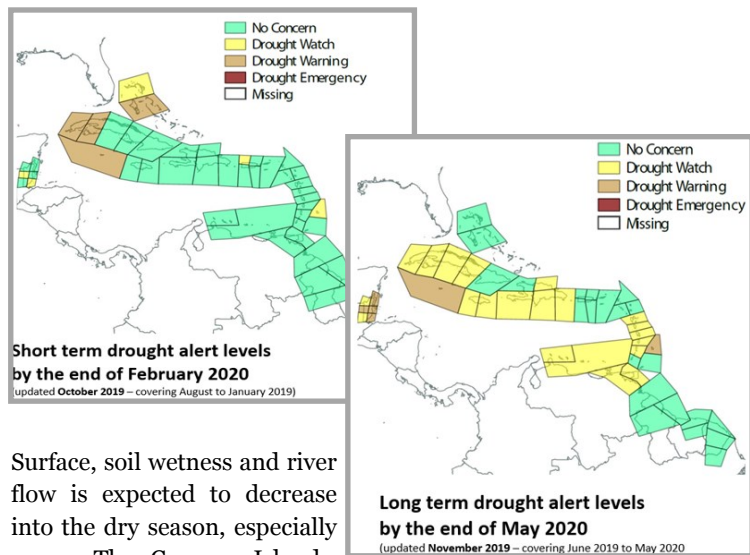 No Concern
Drought Watch
Drought Warning
Drought Emergency
Missing
Short term drought alert levels
by the end of February 2020
(updated October 2019 – covering August to January 2019)
No Concern
Drought Watch
Drought Warning
Drought Emergency
Missing
Long term drought alert levels
by the end of May 2020
(updated November 2019 – covering June 2019 to May 2020
Surface, soil wetness and river
flow is expected to decrease
into the dry season, especially